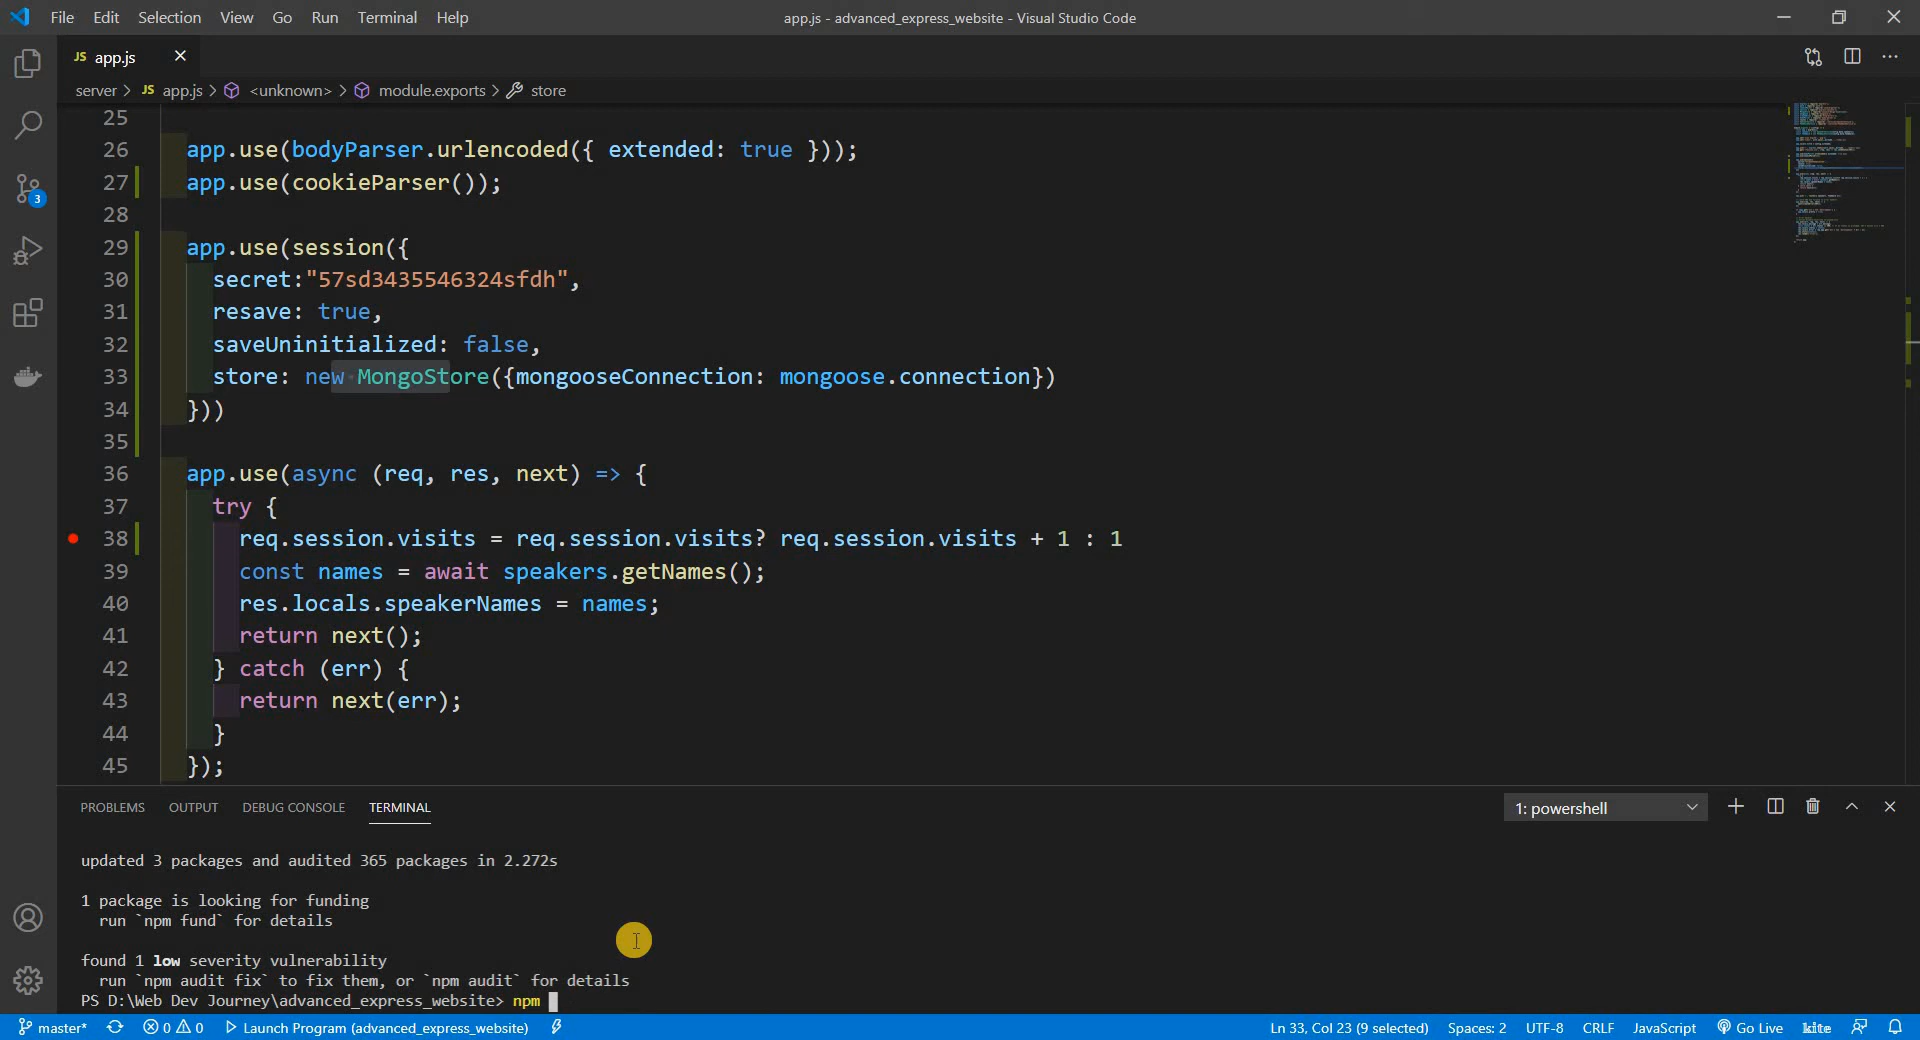 File Edit Selection View Go Run Terminal Help
app.js - advanced_express_website - Visual Studio Code
JS app.js
server > JS app.js > <unknown> > module.exports > store
25
26 app.use(bodyParser.urlencoded({ extended: true }));
27 app.use(cookieParser());
28
29 app.use(session({
30 secret:"57sd3435546324sfdh",
31 resave: true,
32 saveUninitialized: false,
33 store: new MongoStore({mongooseConnection: mongoose.connection})
34 }))
35
36 app.use(async (req, res, next) => {
37 try {
38 req.session.visits = req.session.visits? req.session.visits + 1 : 1
39 const names = await speakers.getNames();
40 res.locals.speakerNames = names;
41 return next();
42 } catch (err) {
43 return next(err);
44 }
45 });
3
PROBLEMS OUTPUT DEBUG CONSOLE TERMINAL
1: powershell
updated 3 packages and audited 365 packages in 2.272s
1 package is looking for funding
run `npm fund` for details
found 1 low severity vulnerability
run `npm audit fix` to fix them, or `npm audit` for details
PS D:\Web Dev Journey\advanced_express_website> npm
master* 0 0 Launch Program (advanced_express_website)
Ln 33, Col 23 (9 selected) Spaces: 2 UTF-8 CRLF JavaScript Go Live kite